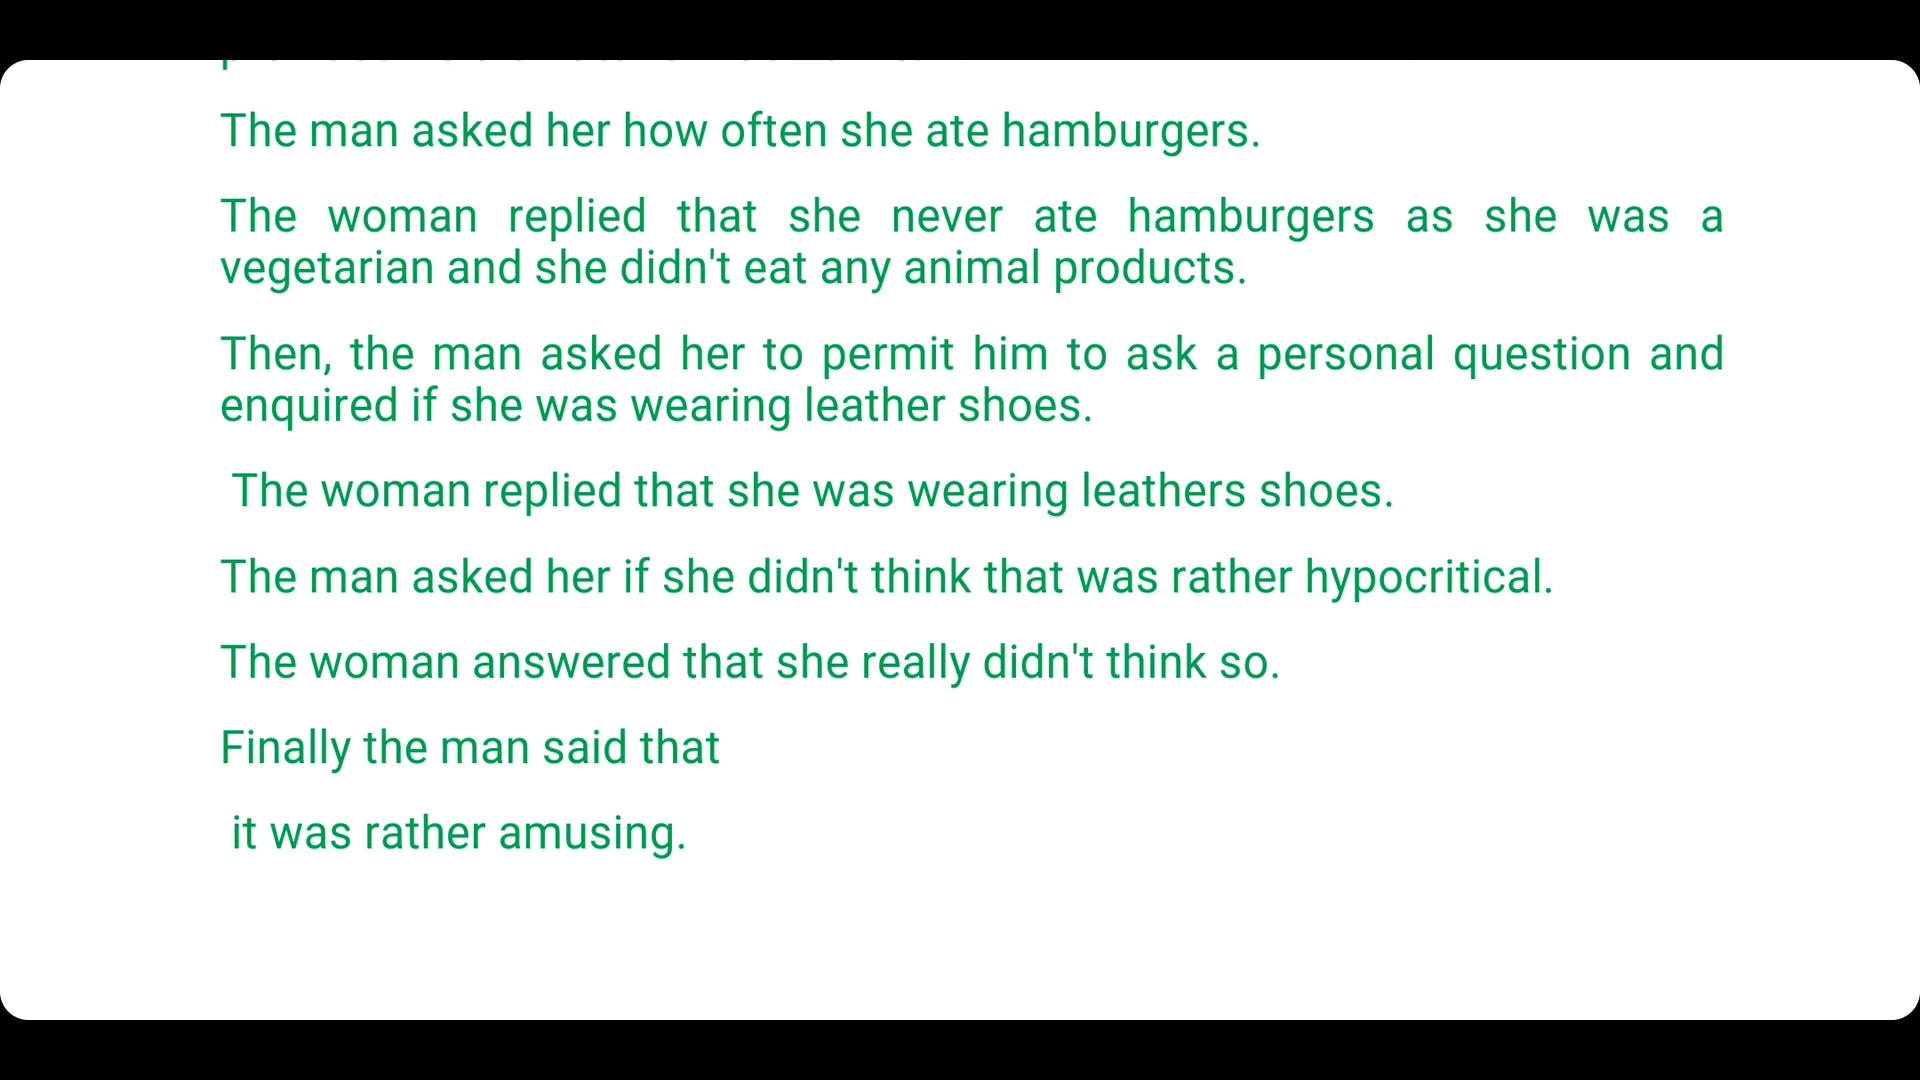 The man asked her how often she ate hamburgers.
The woman replied that she never ate hamburgers as she was a
vegetarian and she didn't eat any animal products.
Then, the man asked her to permit him to ask a personal question and
enquired if she was wearing leather shoes.
The woman replied that she was wearing leathers shoes.
The man asked her if she didn't think that was rather hypocritical.
The woman answered that she really didn't think so.
Finally the man said that
it was rather amusing.